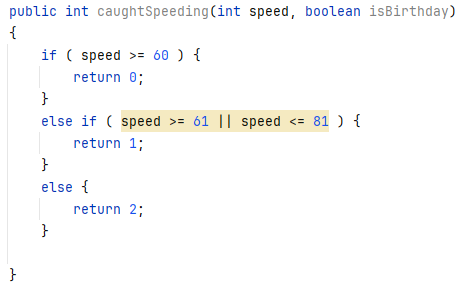 public int caughtSpeeding(int speed, boolean isBirthday)
{
    if ( speed >= 60 ) {
        return 0;
    }
    else if ( speed >= 61 || speed <= 81 ) {
        return 1;
    }
    else {
        return 2;
    }
}